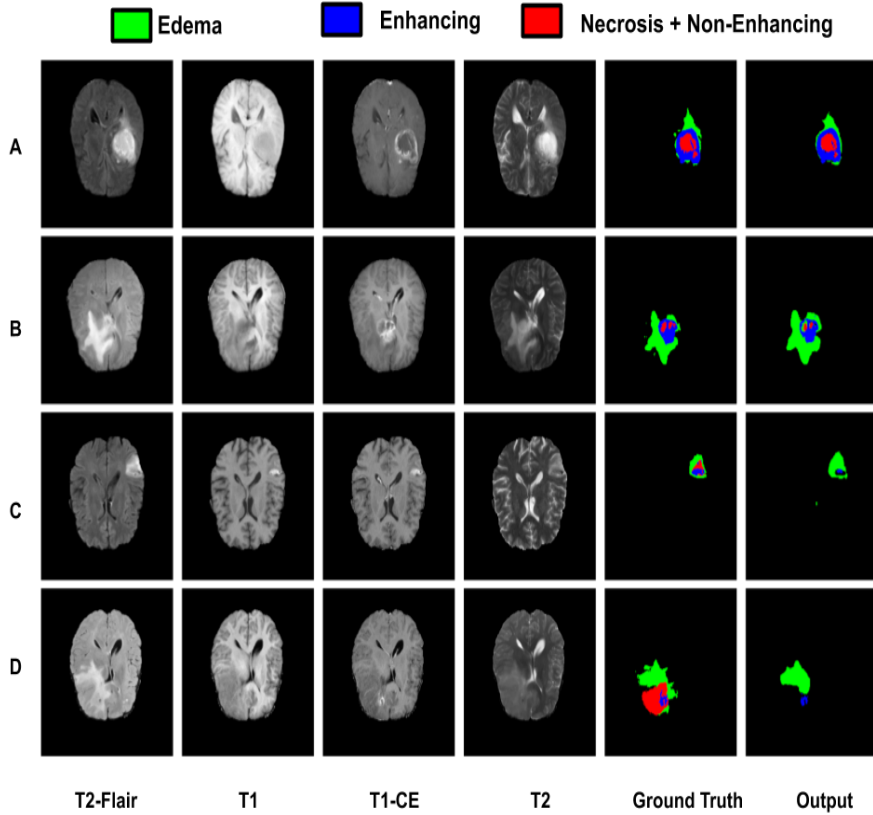 Edema Enhancing Necrosis + Non-Enhancing
A
B
C
D
T2-Flair T1 T1-CE T2 Ground Truth Output